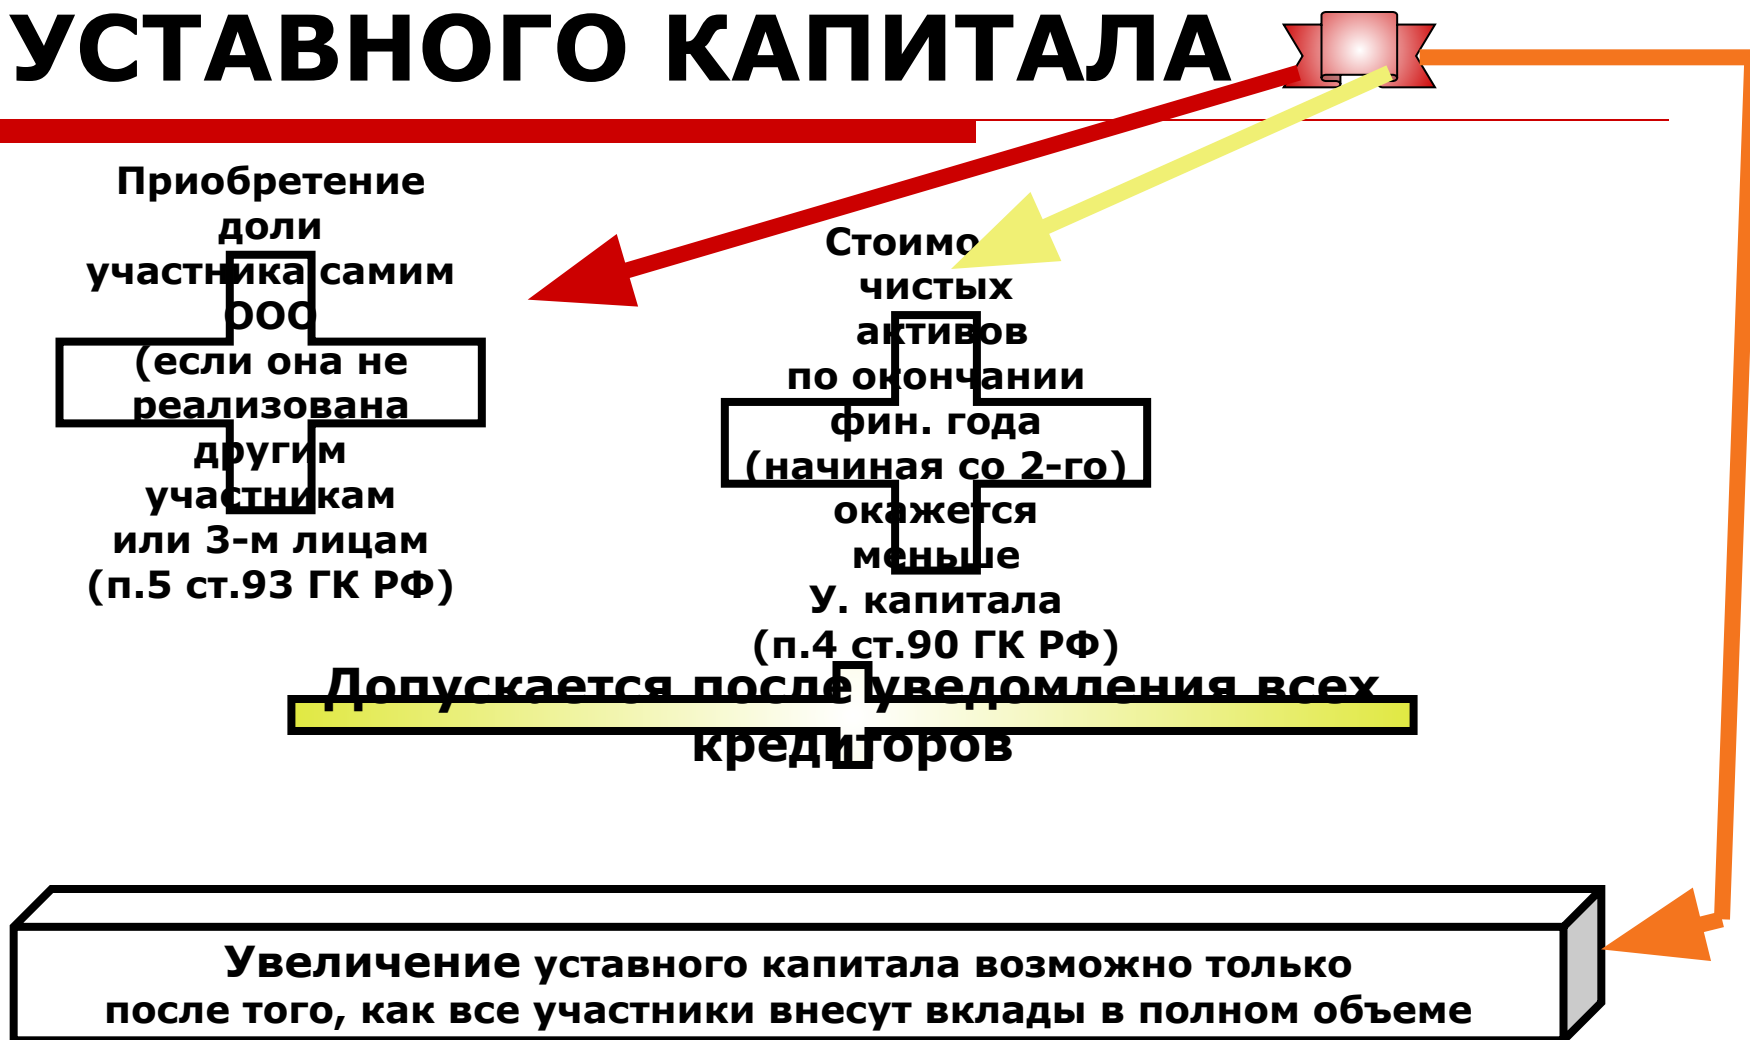 УСТАВНОГО КАПИТАЛА
Приобретение
доли
участника самим
ООО
(если она не
реализована
другим
участникам
или 3-м лицам
(п.5 ст.93 ГК РФ)
Стоимо
чистых
активов
по окончании
фин. года
(начиная со 2-го)
окажется
меньше
У. капитала
(п.4 ст.90 ГК РФ)
Допускается после уведомления всех
кредиторов
Увеличение уставного капитала возможно только
после того, как все участники внесут вклады в полном объеме